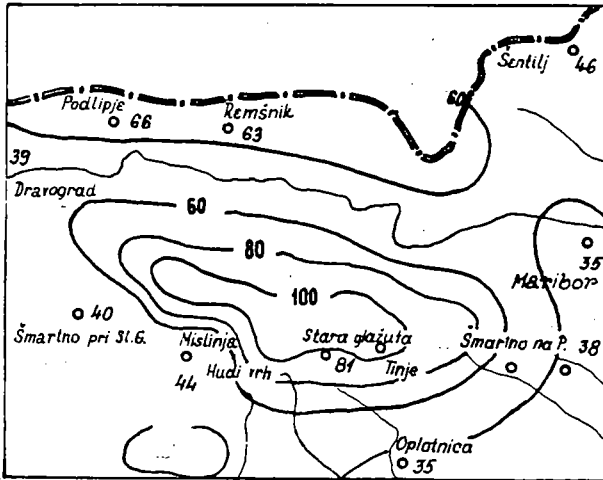 Šentilj
46
60
Podlipje
66
Remšnik
63
39
Dravograd
60
80
35
Maribor
100
40
Šmartno pri Sl.G.
Mislinja
44
Hudi vrh
Stara glažuta
81
Tinje
Šmartno na P.
38
Oplotnica
35